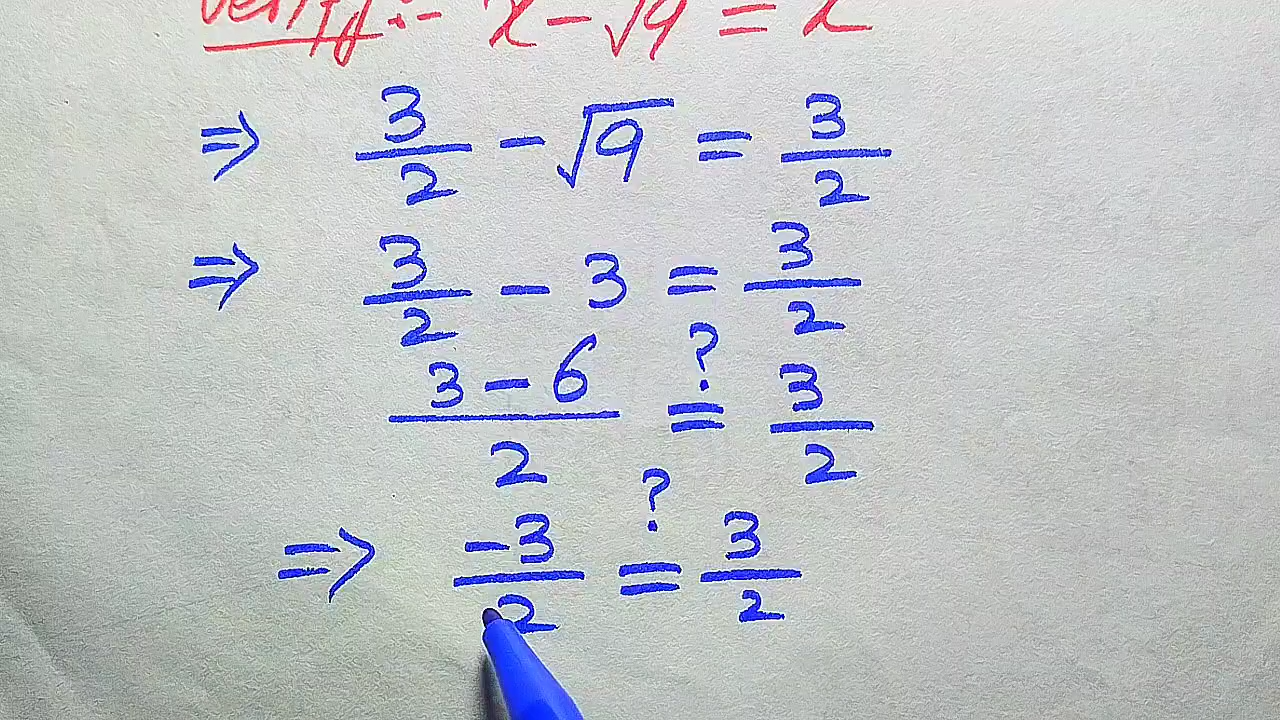 Verify :- x - √9 = x
⇒ 3/2 - √9 = 3/2
⇒ 3/2 - 3 = 3/2
3 - 6/2 ?= 3/2
⇒ -3/2 ?= 3/2